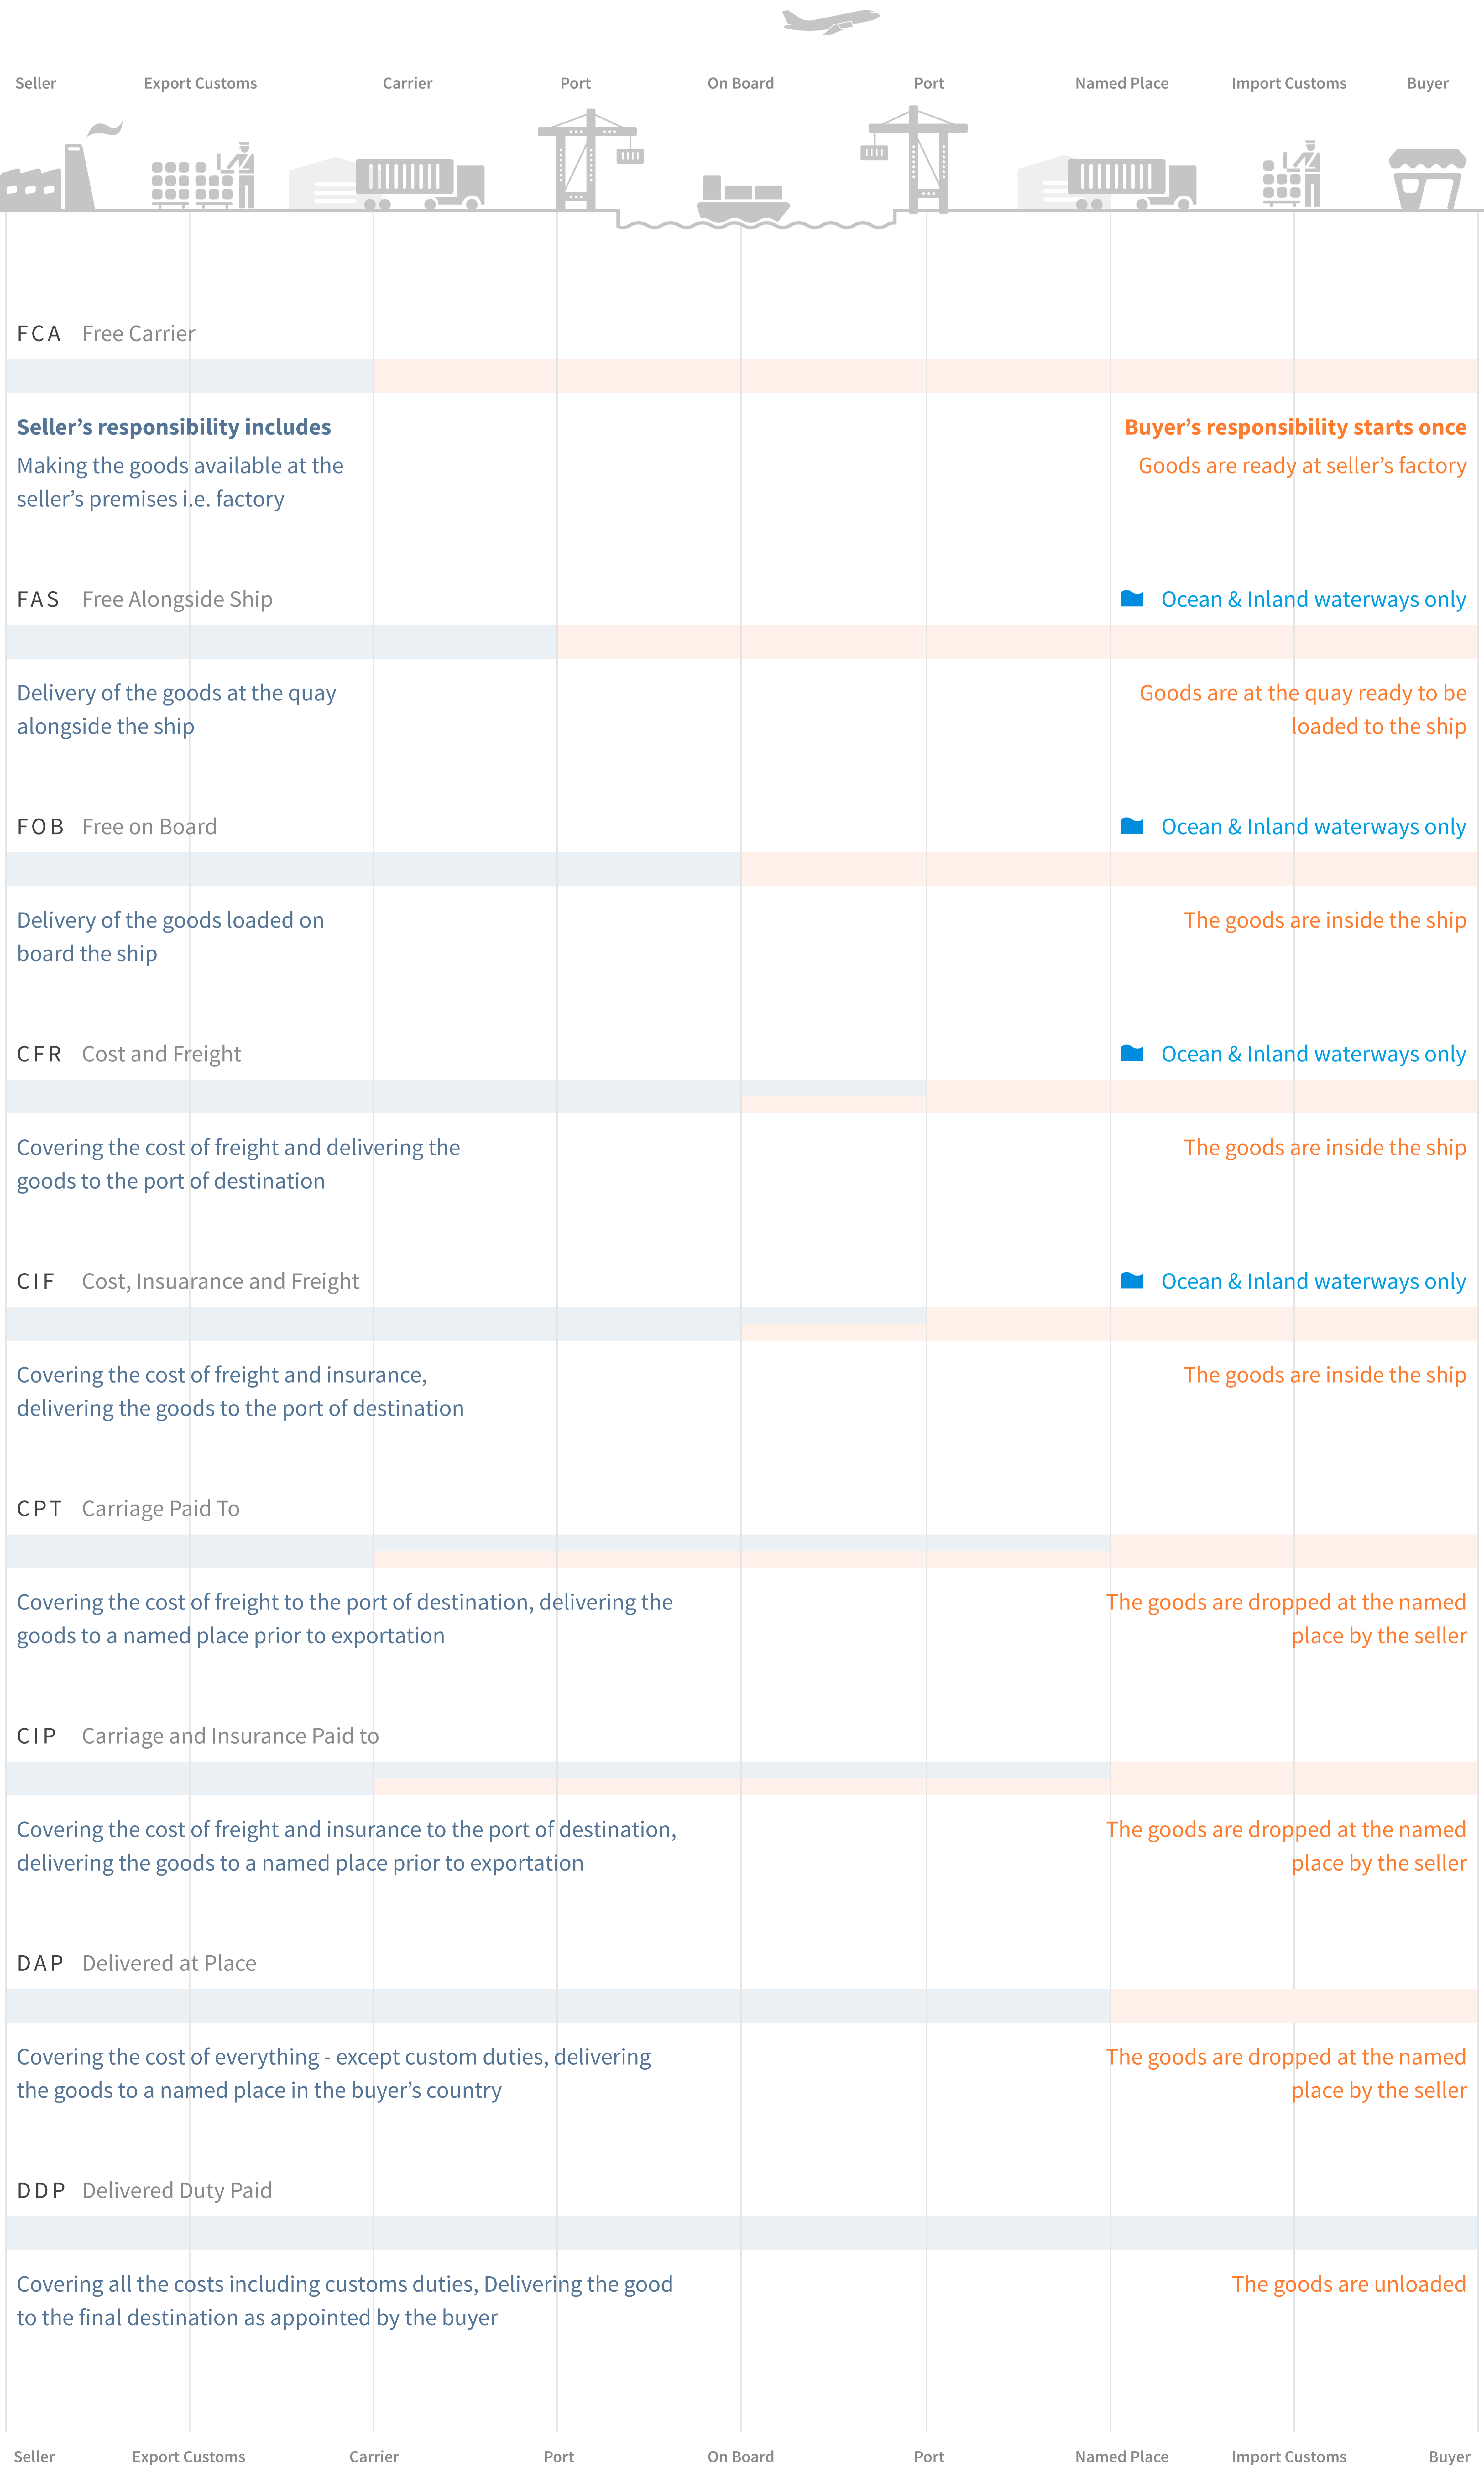 Seller Export Customs Carrier Port On Board Port Named Place Import Customs Buyer
FCA Free Carrier
Seller’s responsibility includes
Making the goods available at the
seller’s premises i.e. factory
Buyer’s responsibility starts once
Goods are ready at seller’s factory
FAS Free Alongside Ship
Ocean & Inland waterways only
Delivery of the goods at the quay
alongside the ship
Goods are at the quay ready to be
loaded to the ship
FOB Free on Board
Ocean & Inland waterways only
Delivery of the goods loaded on
board the ship
The goods are inside the ship
CFR Cost and Freight
Ocean & Inland waterways only
Covering the cost of freight and delivering the
goods to the port of destination
The goods are inside the ship
CIF Cost, Insuarance and Freight
Ocean & Inland waterways only
Covering the cost of freight and insurance,
delivering the goods to the port of destination
The goods are inside the ship
CPT Carriage Paid To
Covering the cost of freight to the port of destination, delivering the
goods to a named place prior to exportation
The goods are dropped at the named
place by the seller
CIP Carriage and Insurance Paid to
Covering the cost of freight and insurance to the port of destination,
delivering the goods to a named place prior to exportation
The goods are dropped at the named
place by the seller
DAP Delivered at Place
Covering the cost of everything - except custom duties, delivering
the goods to a named place in the buyer’s country
The goods are dropped at the named
place by the seller
DDP Delivered Duty Paid
Covering all the costs including customs duties, Delivering the good
to the final destination as appointed by the buyer
The goods are unloaded
Seller Export Customs Carrier Port On Board Port Named Place Import Customs Buyer